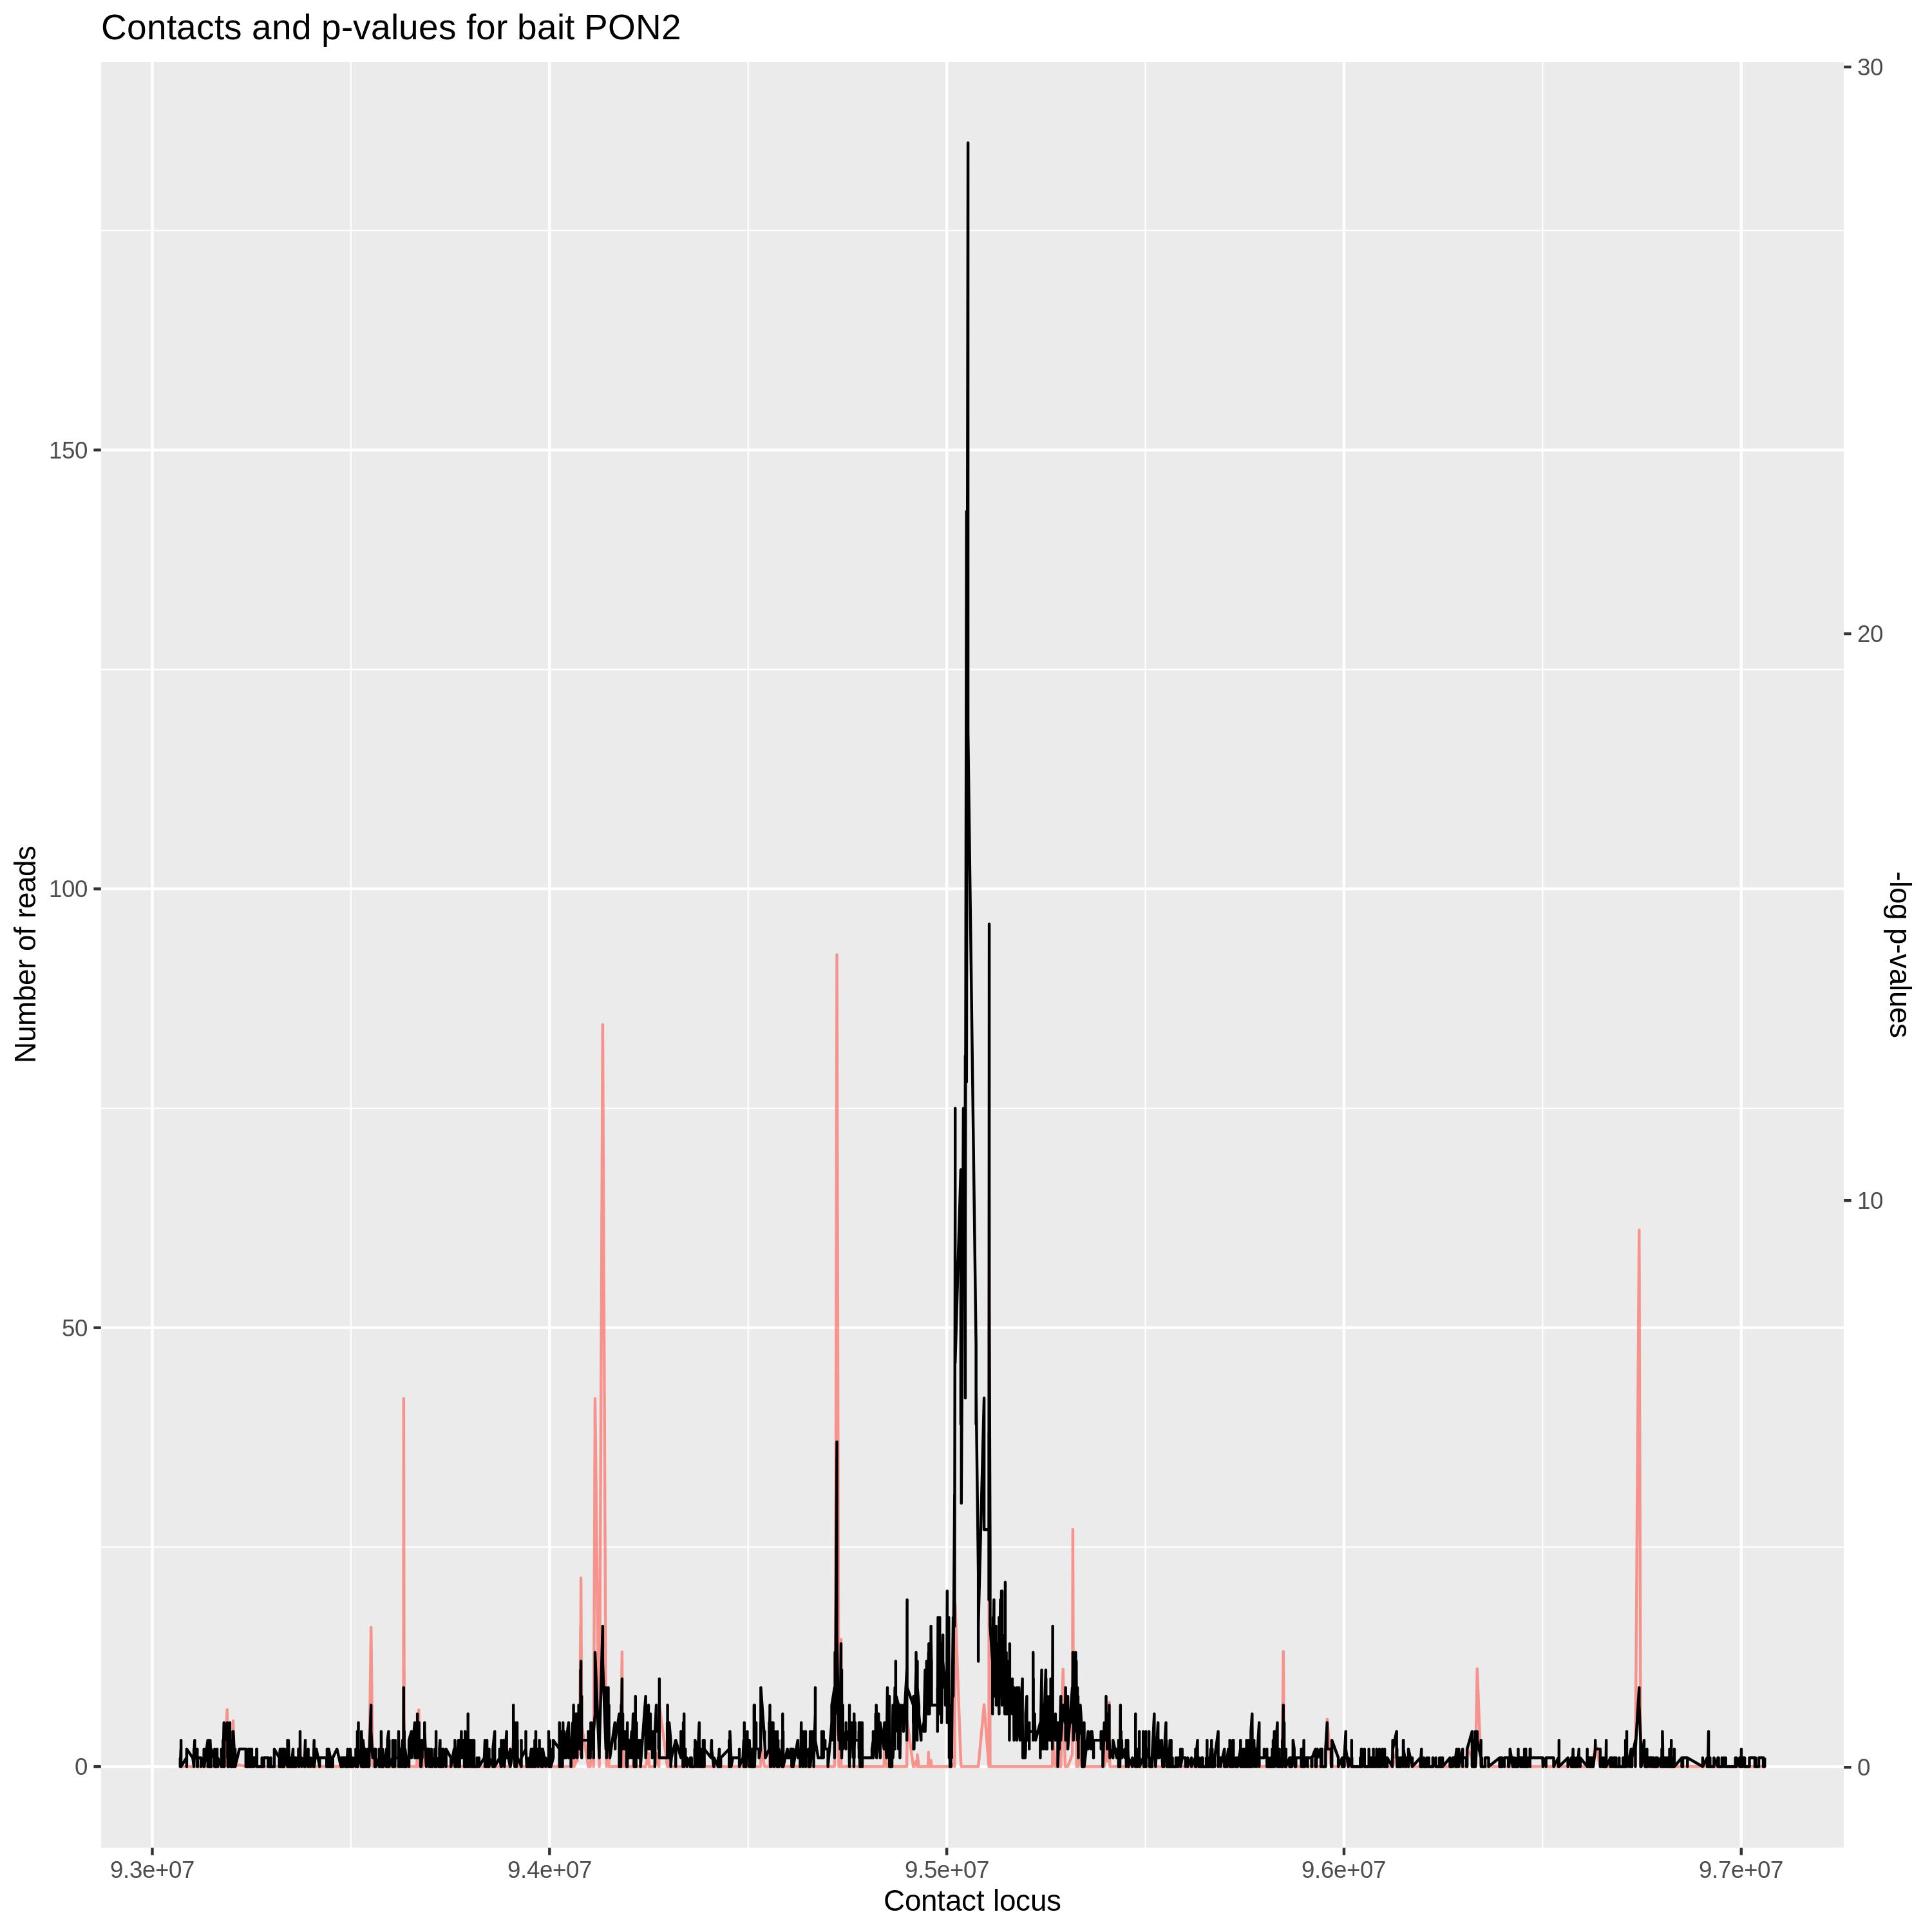 Contacts and p-values for bait PON2
30
150
20
Number of reads
100
-log p-values
10
50
0
0
9.3e+07
9.4e+07
9.5e+07
9.6e+07
9.7e+07
Contact locus